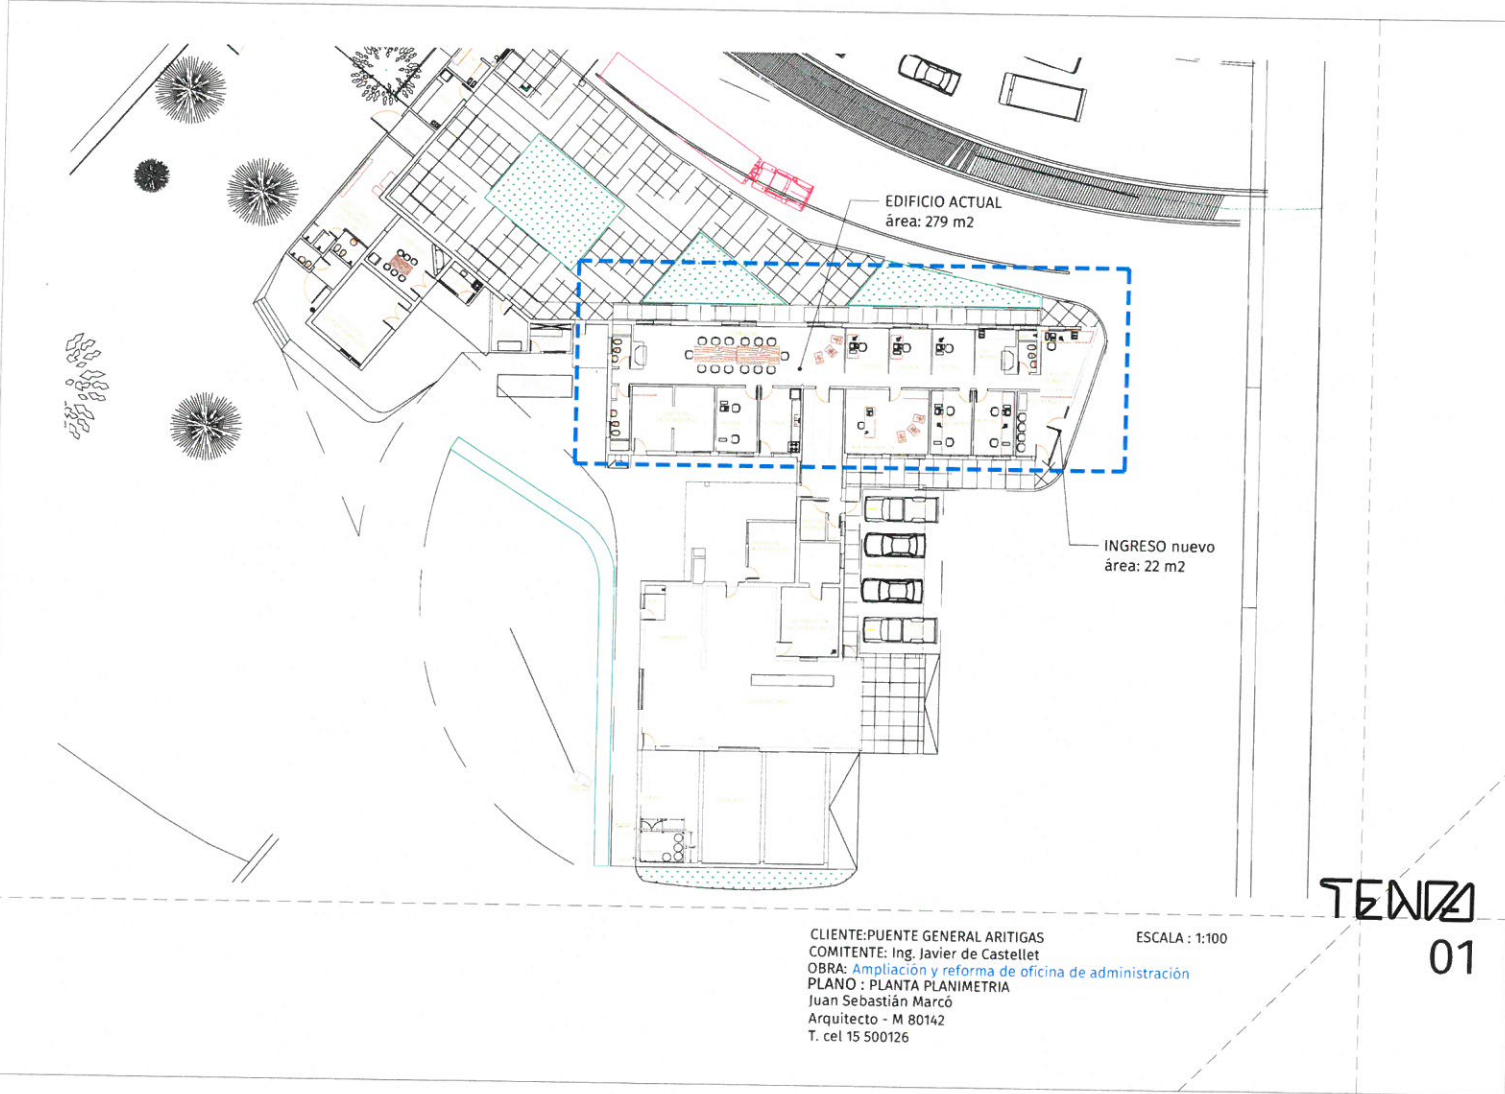 EDIFICIO ACTUAL
área: 279 m2
INGRESO nuevo
área: 22 m2
TENZA
01
CLIENTE:PUENTE GENERAL ARITIGAS
ESCALA : 1:100
COMITENTE: Ing. Javier de Castellet
OBRA: Ampliación y reforma de oficina de administración
PLANO : PLANTA PLANIMETRIA
Juan Sebastián Marcó
Arquitecto - M 80142
T. cel 15 500126